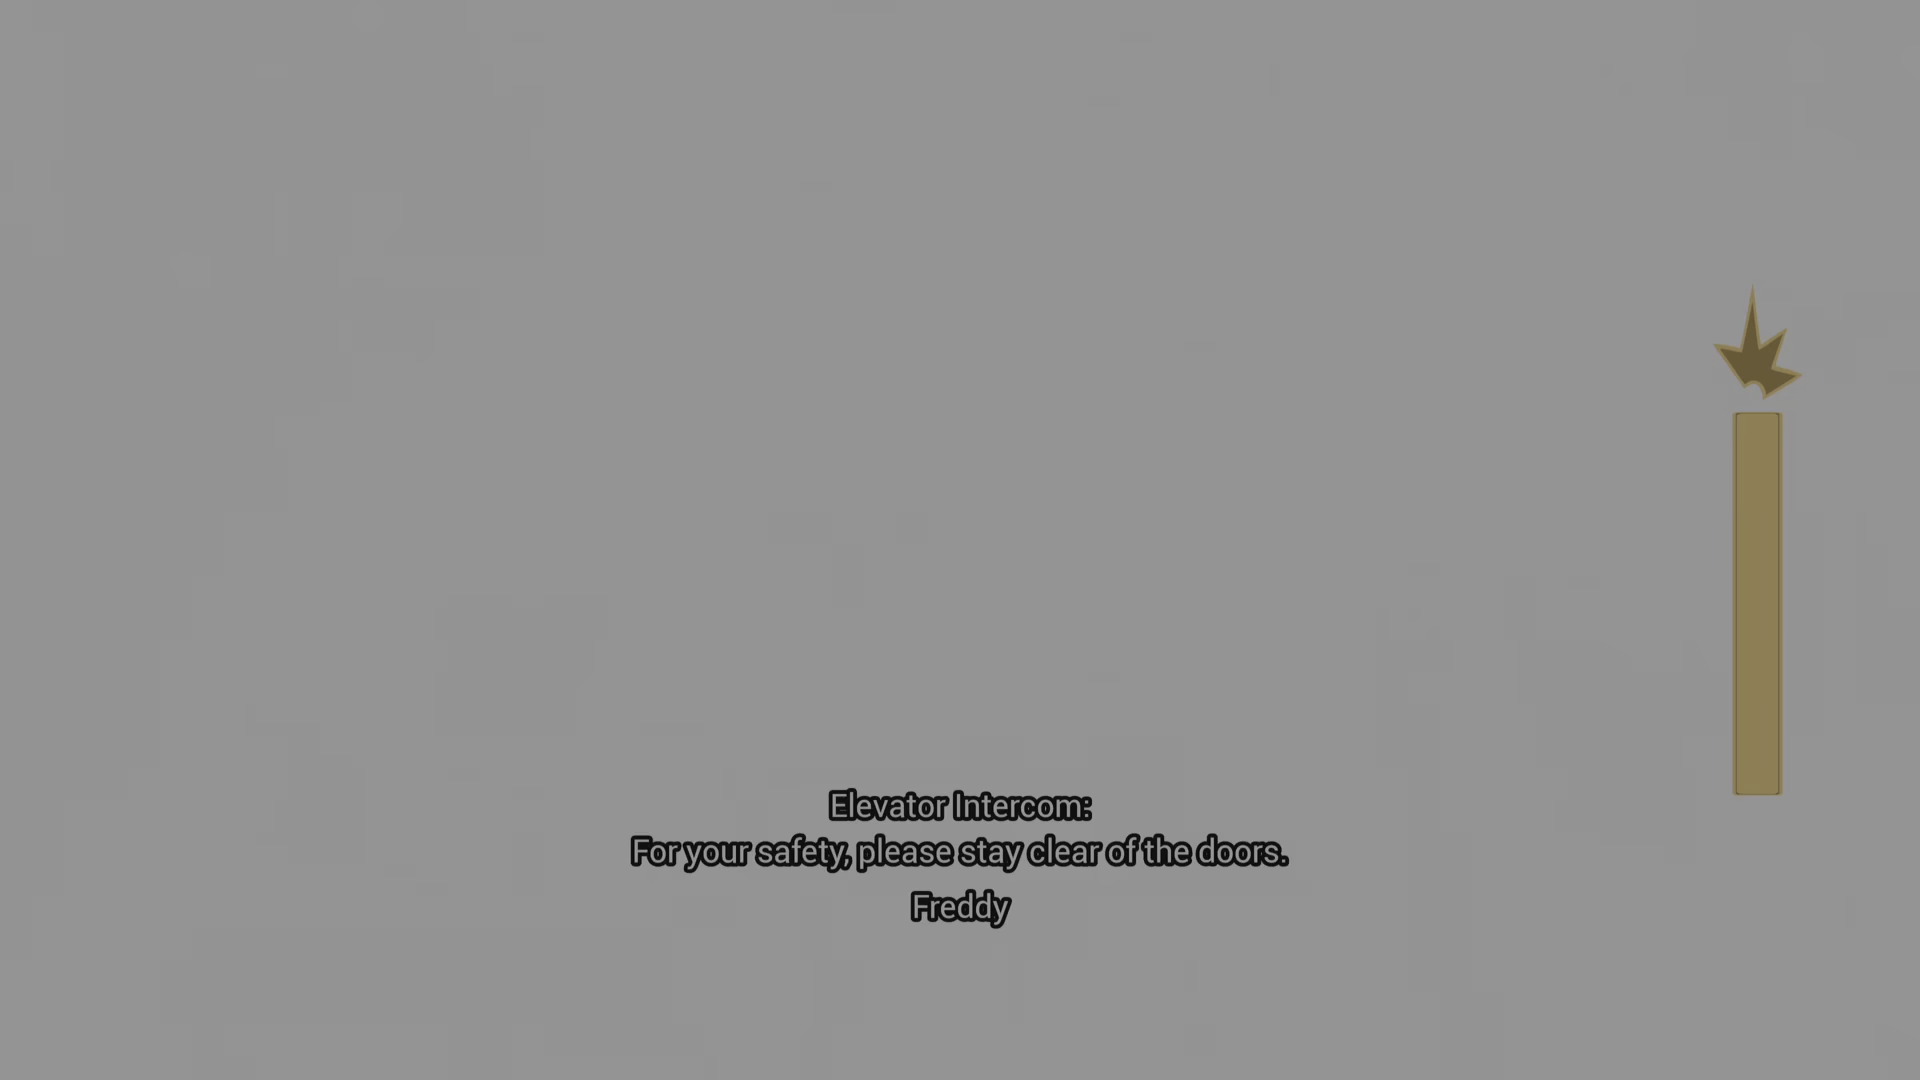 Elevator Intercom:
For your safety, please stay clear of the doors.
Freddy